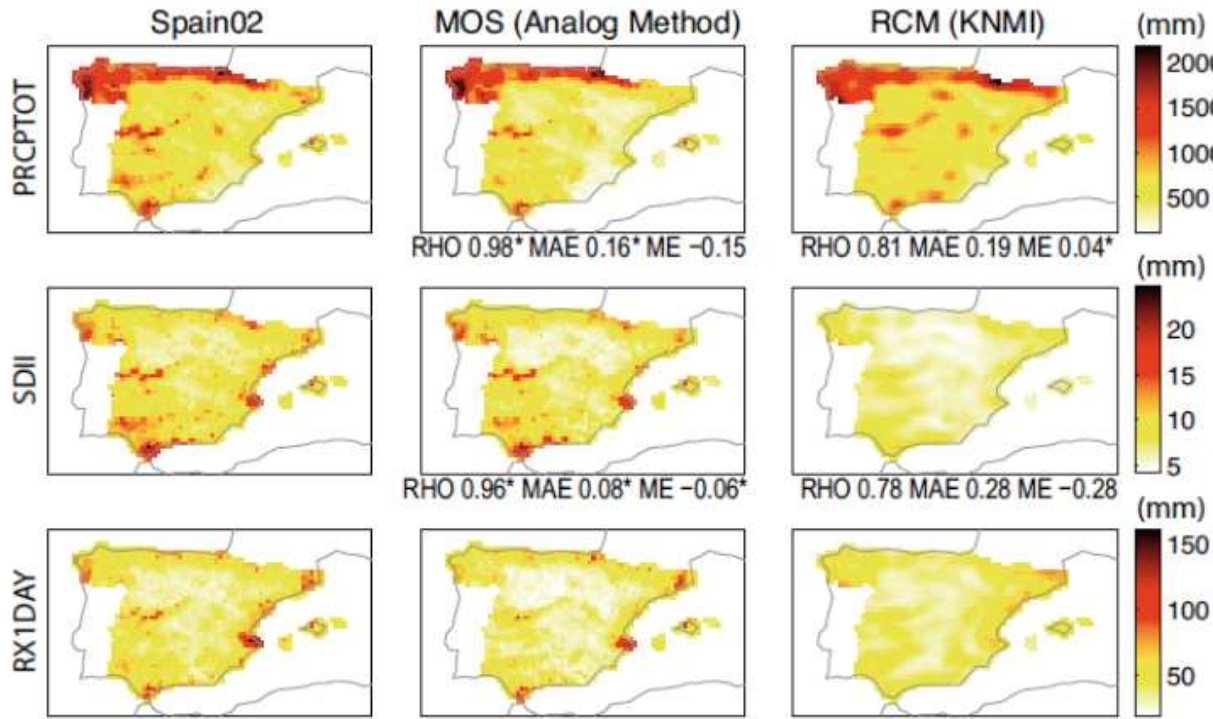 Spain02 MOS (Analog Method) RCM (KNMI) (mm)
PRCPTOT
2000
1500
1000
500
RHO 0.98* MAE 0.16* ME −0.15 RHO 0.81 MAE 0.19 ME 0.04*
(mm)
SDII
20
15
10
5
RHO 0.96* MAE 0.08* ME −0.06* RHO 0.78 MAE 0.28 ME −0.28
(mm)
RX1DAY
150
100
50